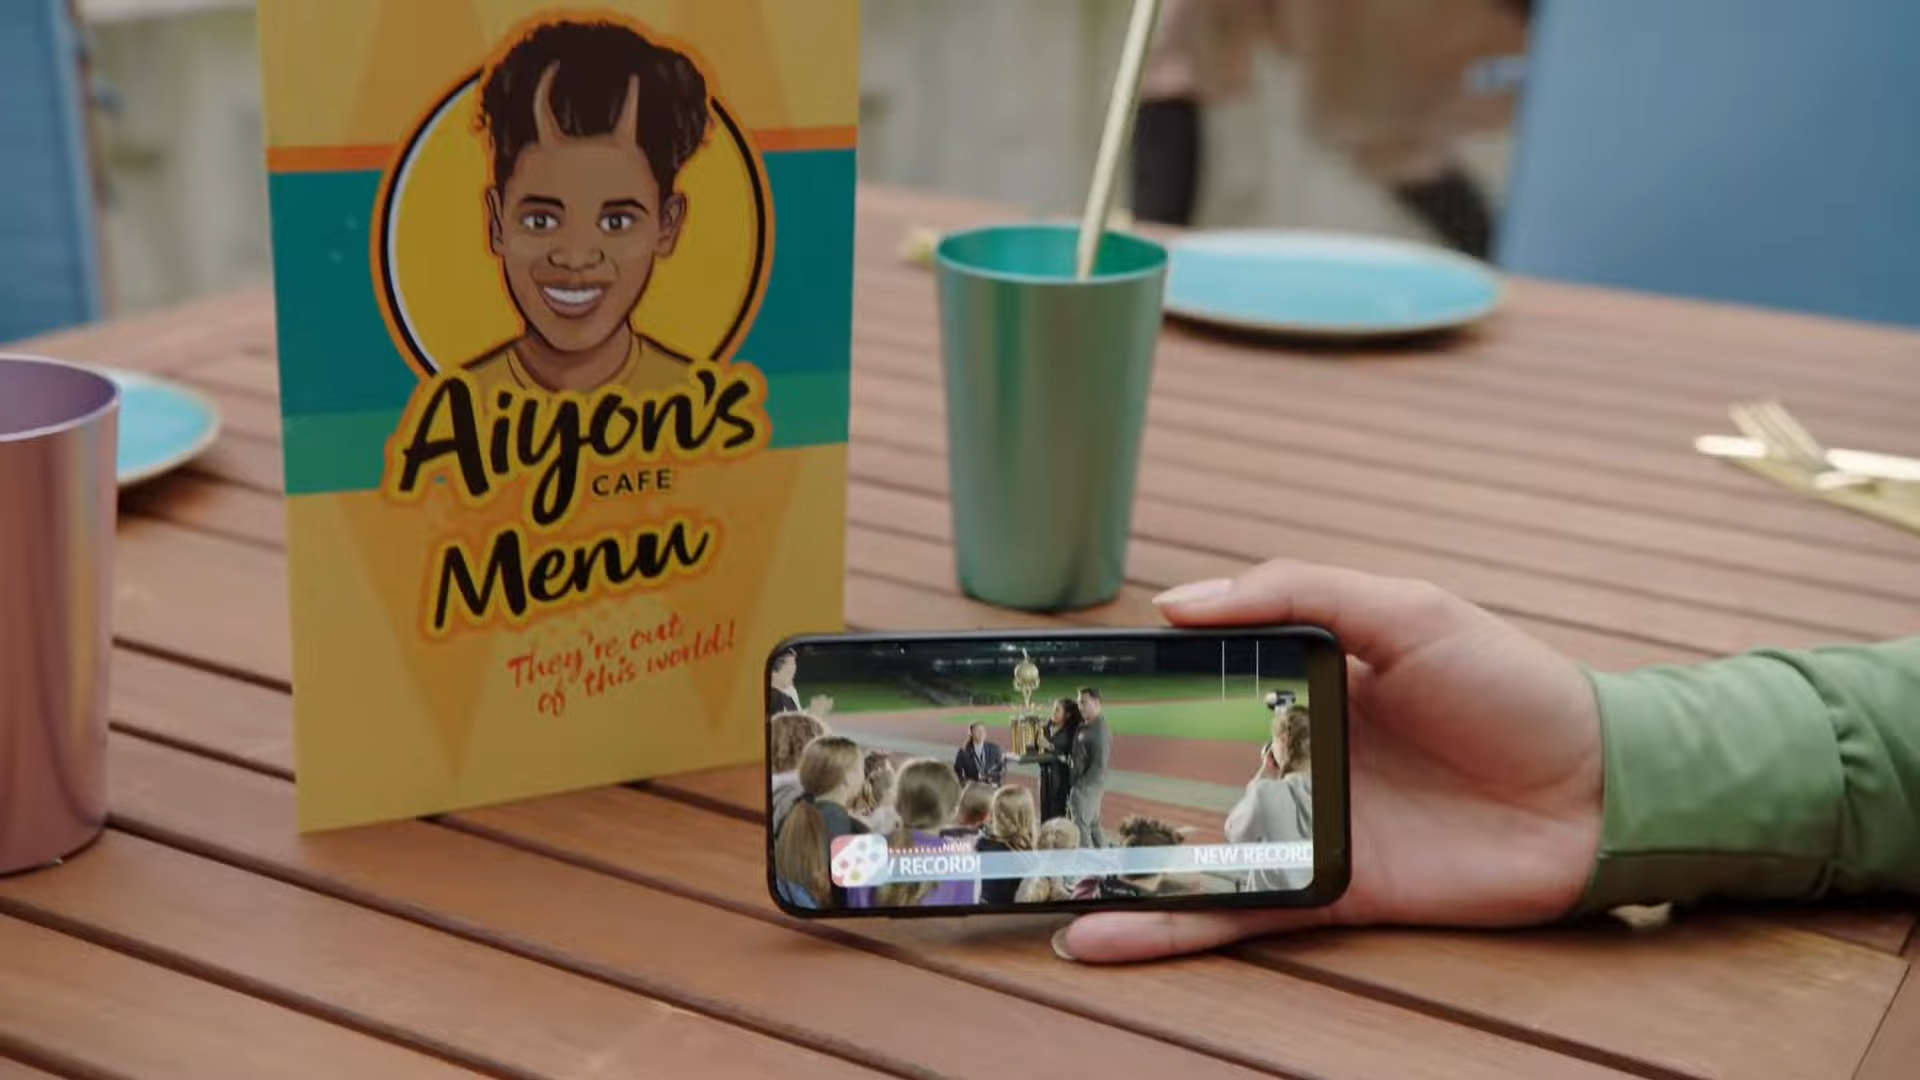 Aiyon's
CAFE
Menu
They're out
of this world!
NEWS
RECORD!
NEW RECORD